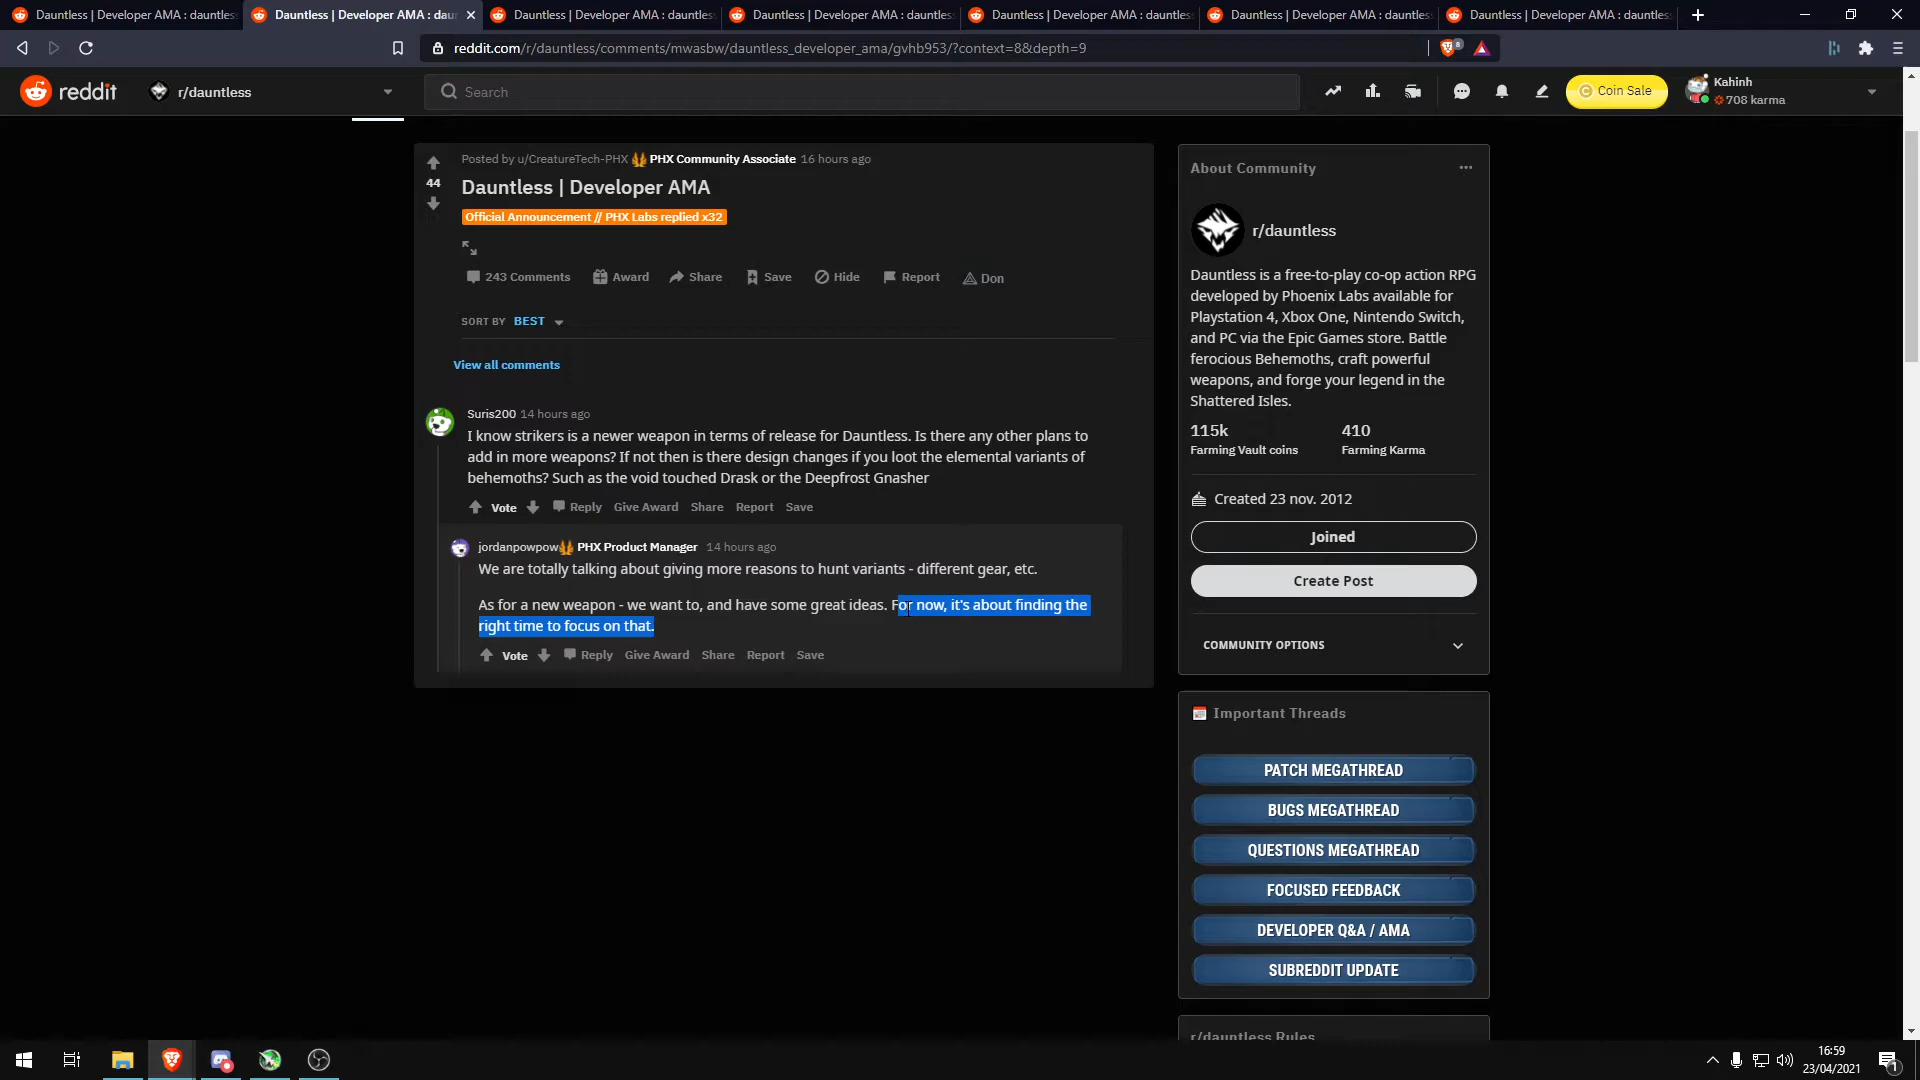 Dauntless | Developer AMA : dauntles
Dauntless | Developer AMA : dau
Dauntless | Developer AMA : dauntles
Dauntless | Developer AMA : dauntles
Dauntless | Developer AMA : dauntles
Dauntless | Developer AMA : dauntles
Dauntless | Developer AMA : dauntles
reddit.com/r/dauntless/comments/mwasbw/dauntless_developer_ama/gvhb953/?context=8&depth=9
8
reddit
r/dauntless
Search
Coin Sale
Kahinh
708 karma
Posted by u/CreatureTech-PHX PHX Community Associate 16 hours ago
44
Dauntless | Developer AMA
Official Announcement // PHX Labs replied x32
243 Comments Award Share Save Hide Report Don
SORT BY BEST
View all comments
Suris200 14 hours ago
I know strikers is a newer weapon in terms of release for Dauntless. Is there any other plans to
add in more weapons? If not then is there design changes if you loot the elemental variants of
behemoths? Such as the void touched Drask or the Deepfrost Gnasher
Vote Reply Give Award Share Report Save
jordanpowpow PHX Product Manager 14 hours ago
We are totally talking about giving more reasons to hunt variants - different gear, etc.
As for a new weapon - we want to, and have some great ideas. For now, it's about finding the
right time to focus on that.
Vote Reply Give Award Share Report Save
About Community
r/dauntless
Dauntless is a free-to-play co-op action RPG
developed by Phoenix Labs available for
Playstation 4, Xbox One, Nintendo Switch,
and PC via the Epic Games store. Battle
ferocious Behemoths, craft powerful
weapons, and forge your legend in the
Shattered Isles.
115k 410
Farming Vault coins Farming Karma
Created 23 nov. 2012
Joined
Create Post
COMMUNITY OPTIONS
Important Threads
PATCH MEGATHREAD
BUGS MEGATHREAD
QUESTIONS MEGATHREAD
FOCUSED FEEDBACK
DEVELOPER Q&A / AMA
SUBREDDIT UPDATE
r/dauntless Rules
16:59
23/04/2021
1